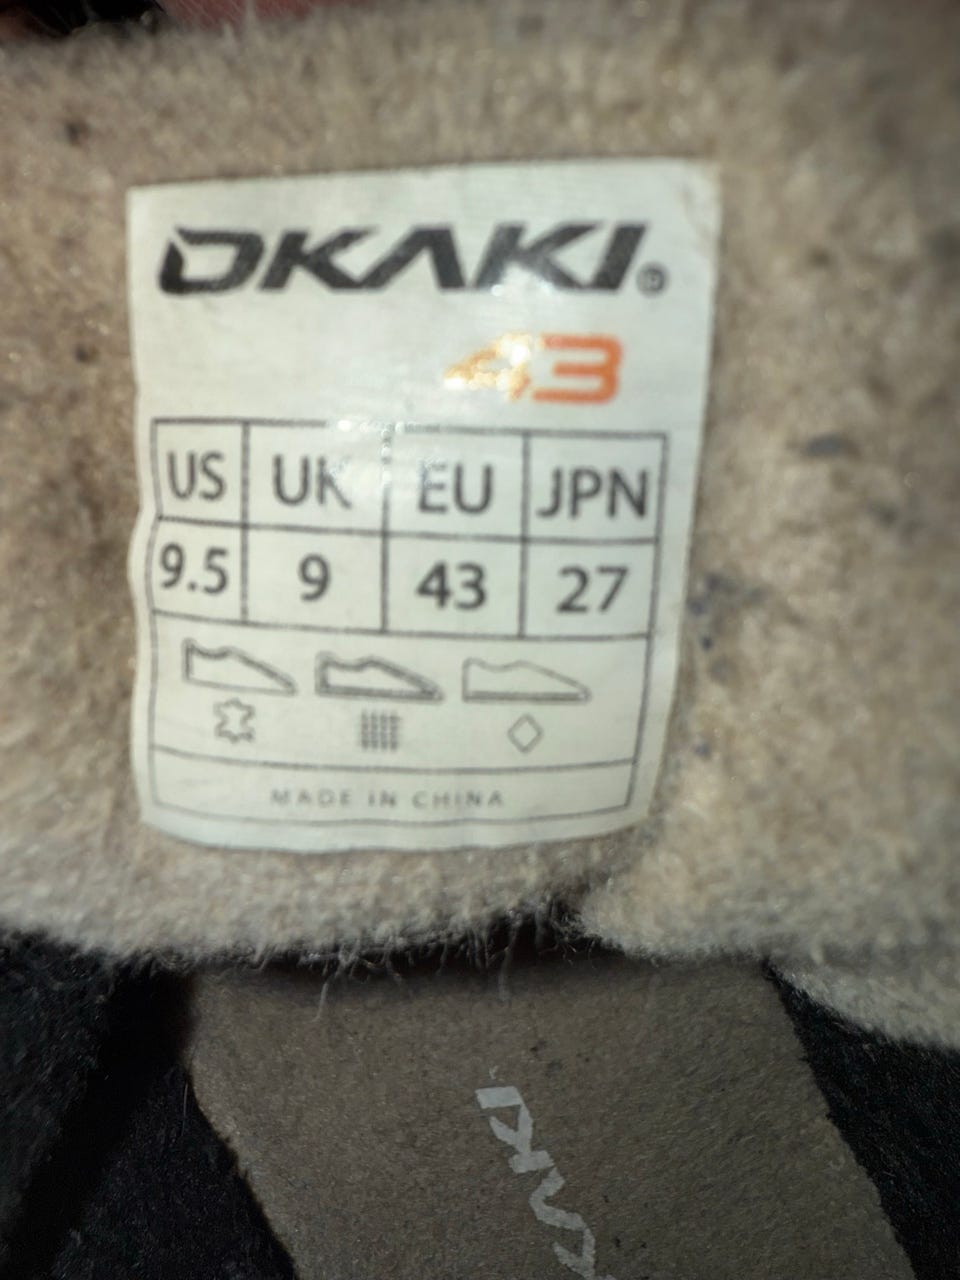 DKAKI®
43
US UK EU JPN
9.5 9 43 27
MADE IN CHINA